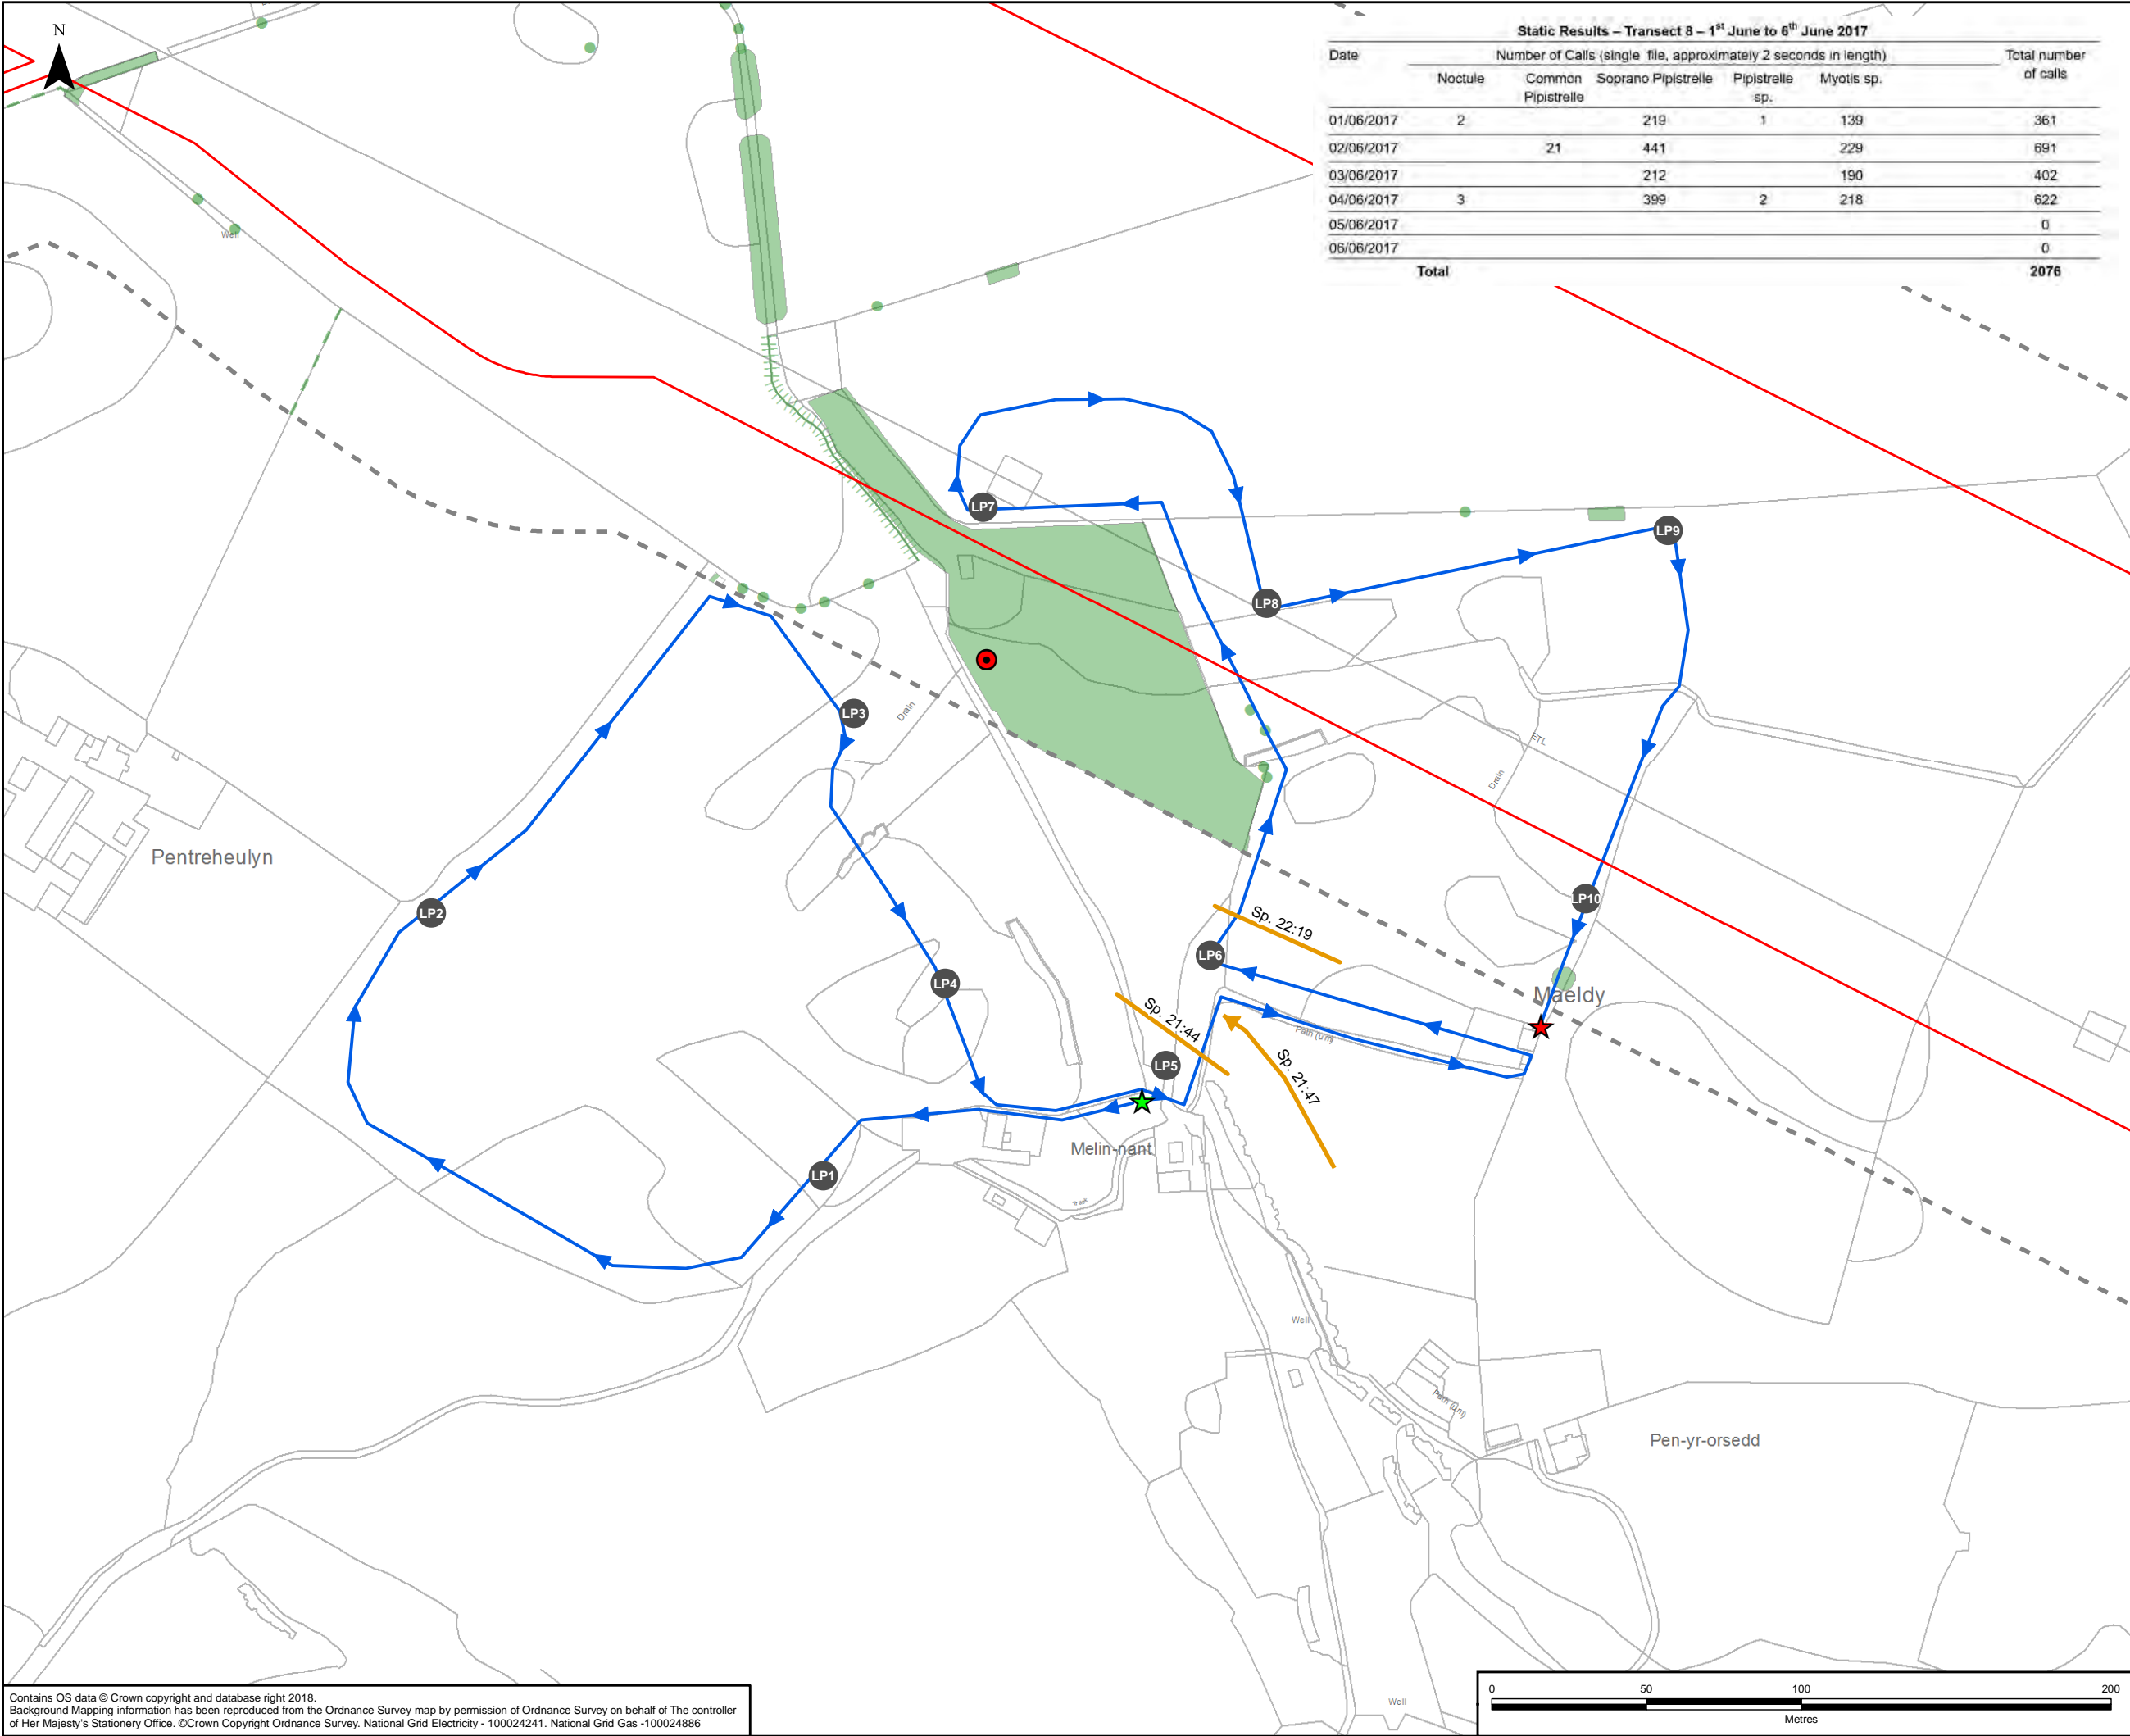 N
Static Results – Transect 8 – 1st June to 6th June 2017
Date Number of Calls (single file, approximately 2 seconds in length) Total number of calls
Noctule Common Pipistrelle Soprano Pipistrelle Pipistrelle sp. Myotis sp.
01/06/2017 2 219 1 139 361
02/06/2017 21 441 229 691
03/06/2017 212 190 402
04/06/2017 3 399 2 218 622
05/06/2017 0
06/06/2017 0
Total 2076
Well
LP7
LP9
LP8
LP3
Drain
ETL
Drain
Pentreheulyn
LP2
LP10
Sp. 22:19
LP6
LP4
Maeldy
Sp. 21:44
Path (um)
LP5
Sp. 21:47
Melin-nant
LP1
Well
Path (um)
Pen-yr-orsedd
Well
Contains OS data © Crown copyright and database right 2018.
Background Mapping information has been reproduced from the Ordnance Survey map by permission of Ordnance Survey on behalf of The controller
of Her Majesty's Stationery Office. ©Crown Copyright Ordnance Survey. National Grid Electricity - 100024241. National Grid Gas -100024886
0 50 100 200
Metres